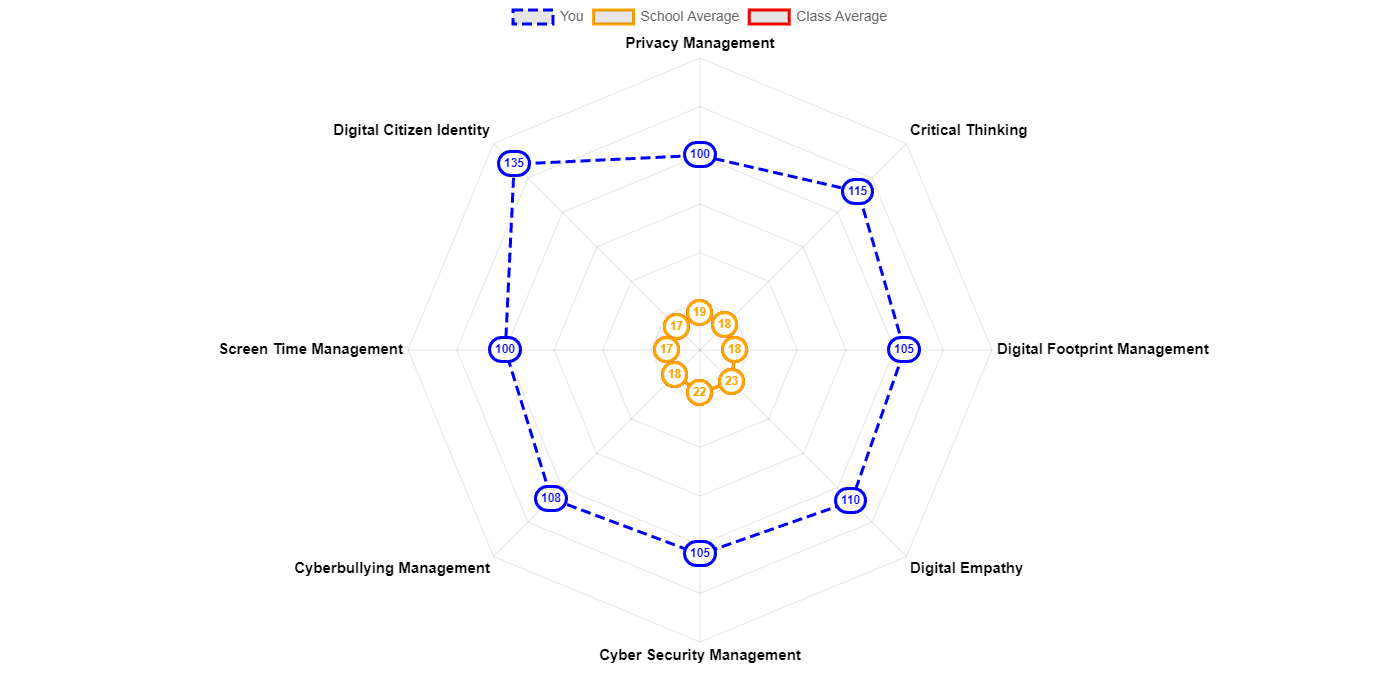 You School Average Class Average
Privacy Management
Digital Citizen Identity Critical Thinking
135 100 115
19
17 18
Screen Time Management 100 17 18 105 Digital Footprint Management
18 23
22
108 110
105
Cyberbullying Management Digital Empathy
Cyber Security Management